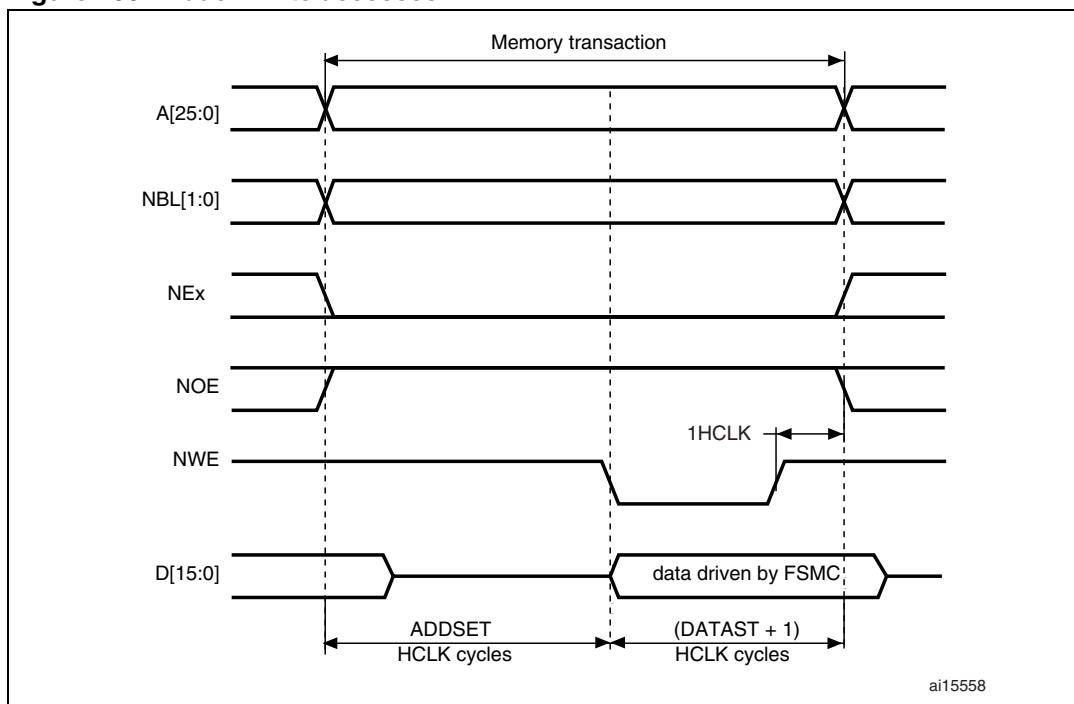 Memory transaction
A[25:0]
NBL[1:0]
NEx
NOE
1HCLK
NWE
D[15:0]
data driven by FSMC
ADDSET
HCLK cycles
(DATAST + 1)
HCLK cycles
ai15558